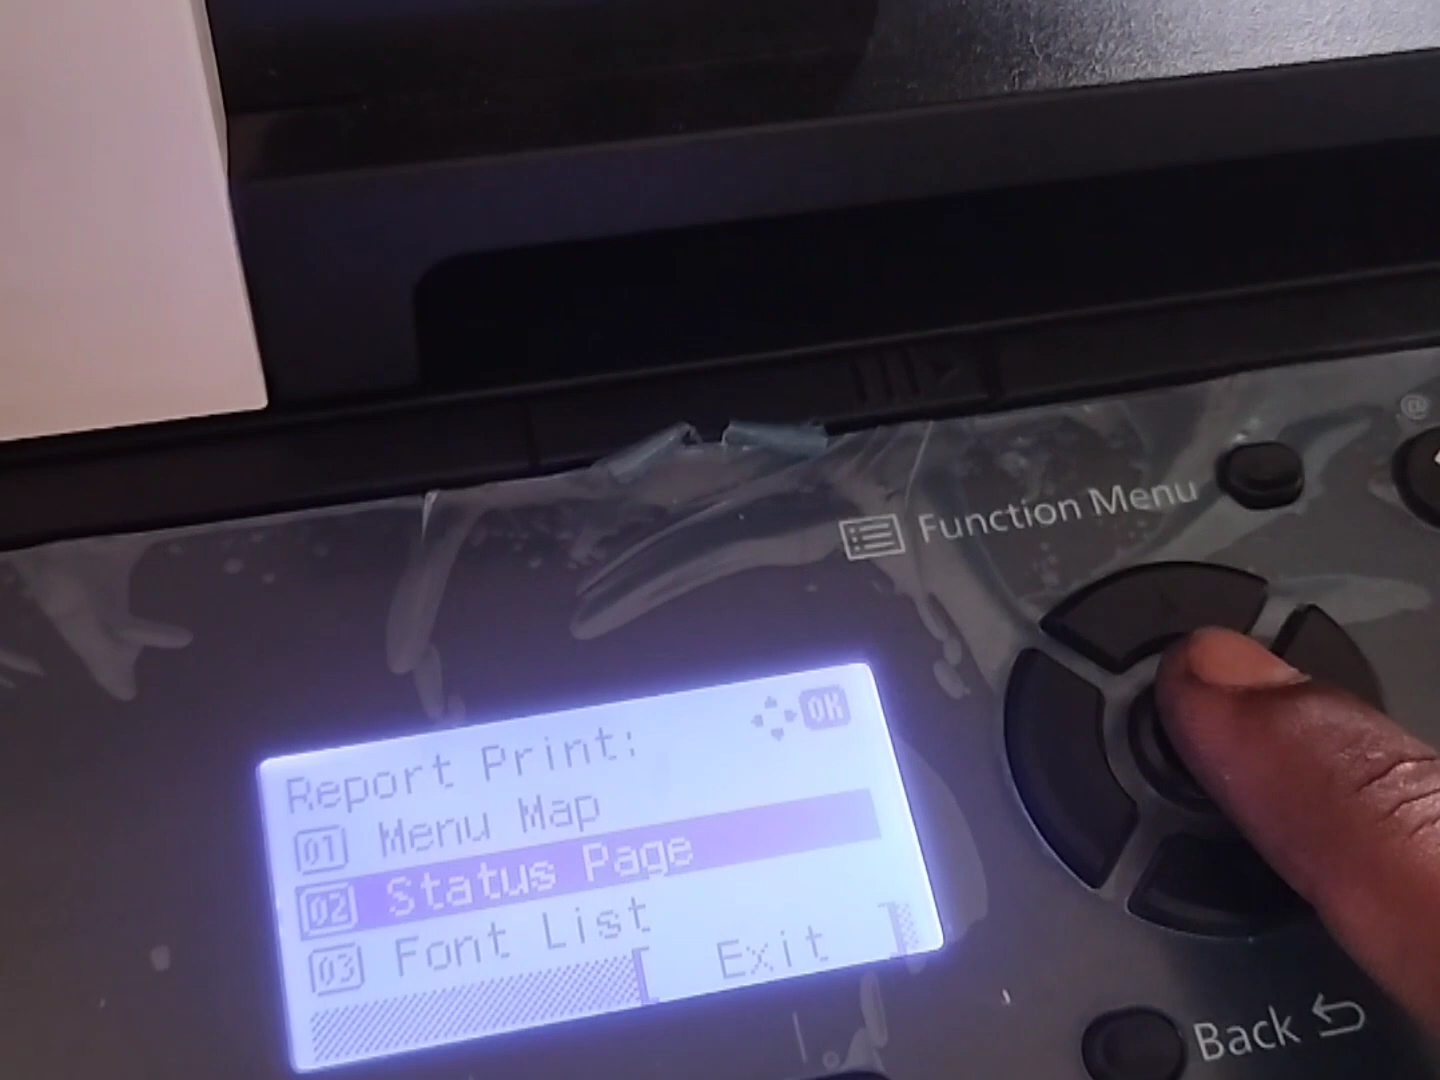 Function Menu
Report Print: OK
01 Menu Map
02 Status Page
03 Font List
[ Exit ]
Back
@